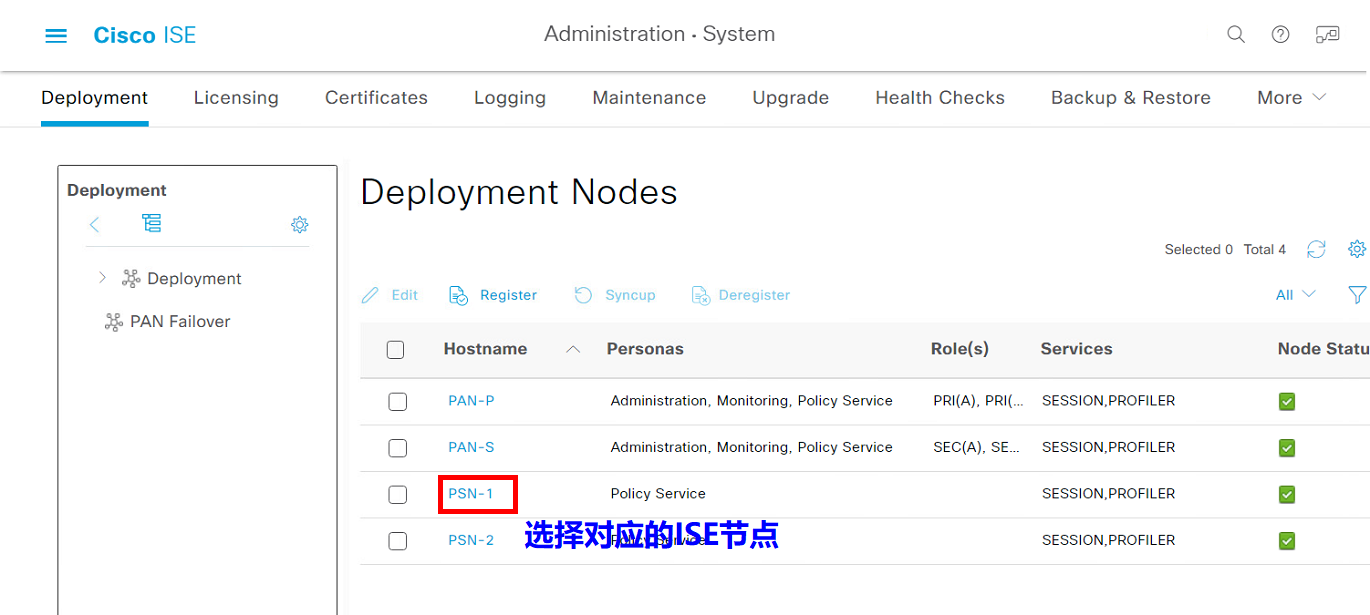 Cisco ISE
Administration · System
Deployment Licensing Certificates Logging Maintenance Upgrade Health Checks Backup & Restore More
Deployment
Deployment
PAN Failover
Deployment Nodes
Selected 0 Total 4
Edit Register Syncup Deregister All
Hostname Personas Role(s) Services Node Statu
PAN-P Administration, Monitoring, Policy Service PRI(A), PRI(... SESSION,PROFILER
PAN-S Administration, Monitoring, Policy Service SEC(A), SE... SESSION,PROFILER
PSN-1 Policy Service SESSION,PROFILER
PSN-2 Policy Service SESSION,PROFILER
选择对应的ISE节点